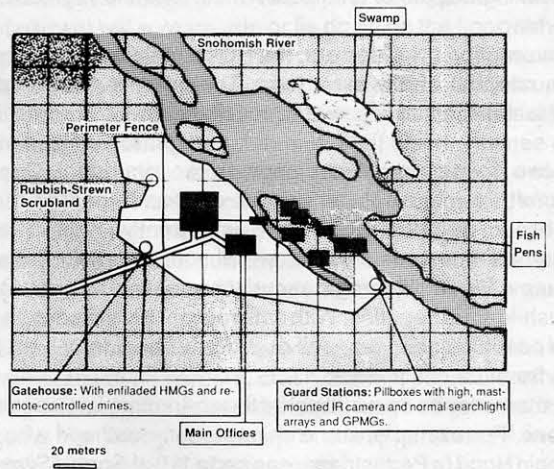 Swamp
Snohomish River
Perimeter Fence
Rubbish-Strewn
Scrubland
Fish
Pens
Gatehouse: With enfiladed HMGs and re-
mote-controlled mines.
Guard Stations: Pillboxes with high, mast-
mounted IR camera and normal searchlight
arrays and GPMGs.
Main Offices
20 meters